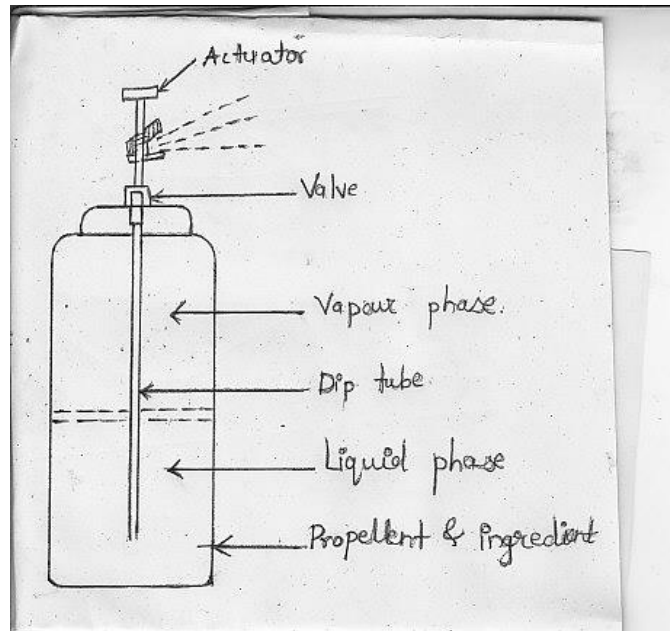 Actuator
Valve
Vapour phase.
Dip tube
Liquid phase
Propellent & ingredient